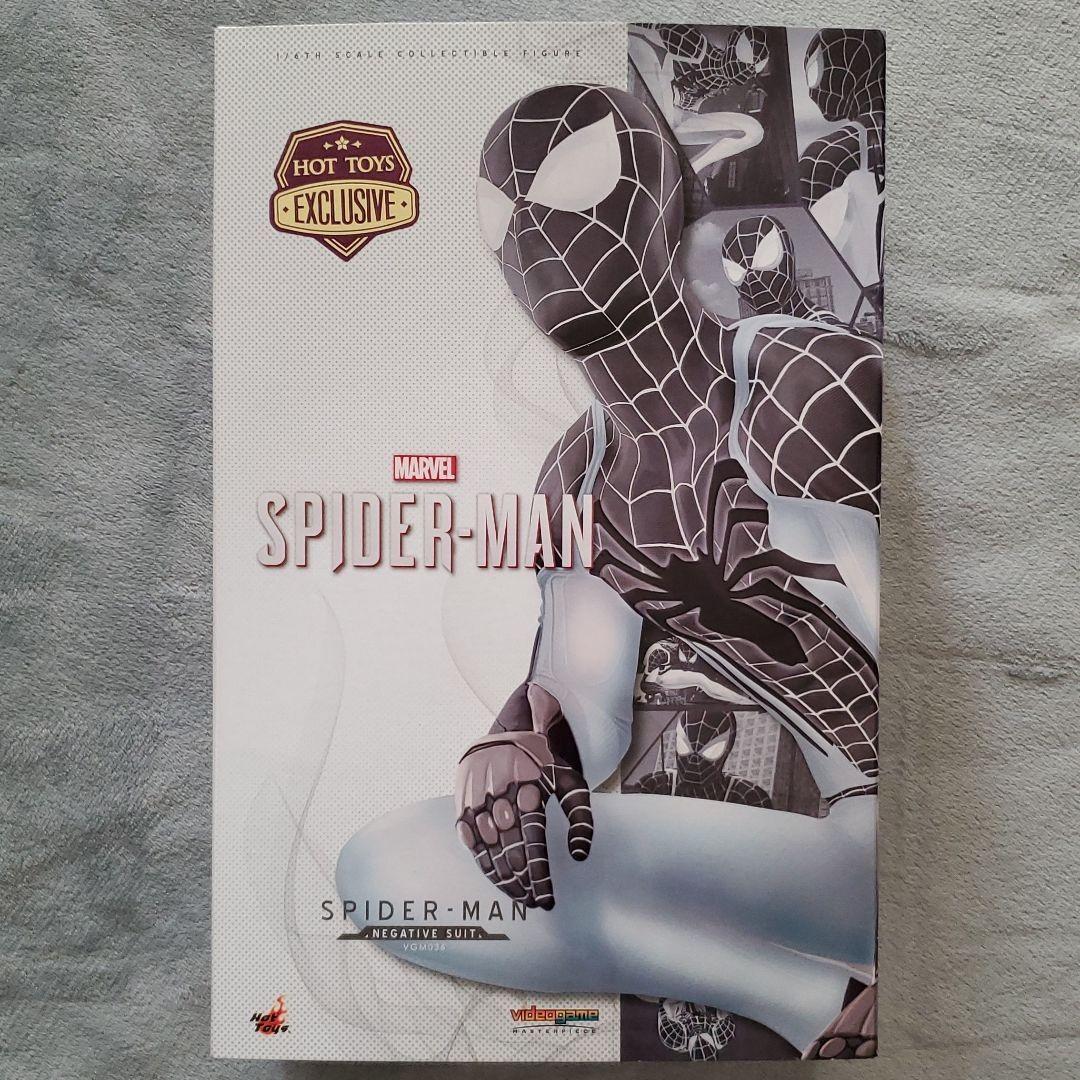 1/6TH SCALE COLLECTIBLE FIGURE
HOT TOYS
EXCLUSIVE
MARVEL
SPIDER-MAN
SPIDER-MAN
NEGATIVE SUIT
VGM036
Hot Toys
videogame
MASTERPIECE